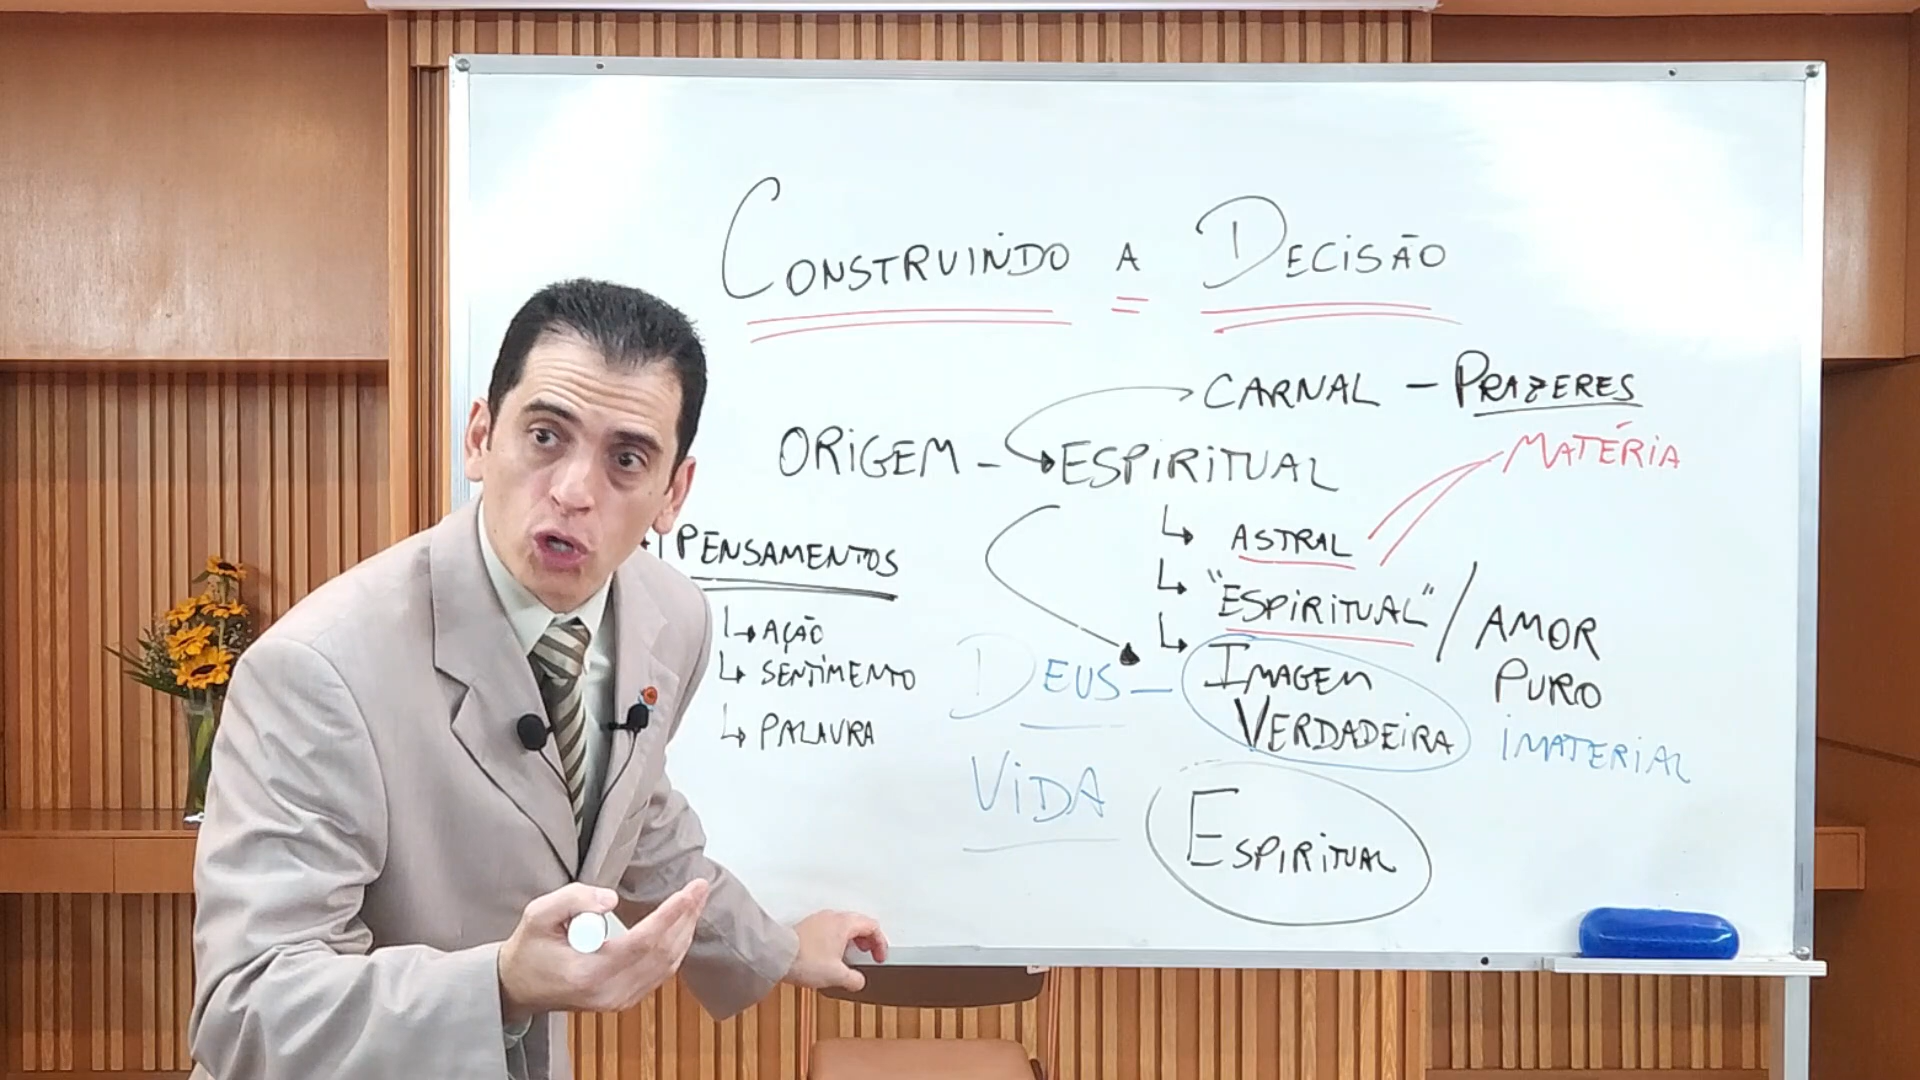 CONSTRUINDO A DECISÃO
CARNAL - PRAZERES
ORIGEM - ESPIRITUAL
MATÉRIA
PENSAMENTOS
AÇÃO
SENTIMENTO
PALAVRA
ASTRAL
"ESPIRITUAL"
AMOR
PURO
IMATERIAL
DEUS - IMAGEM
VERDADEIRA
VIDA
ESPIRITUAL